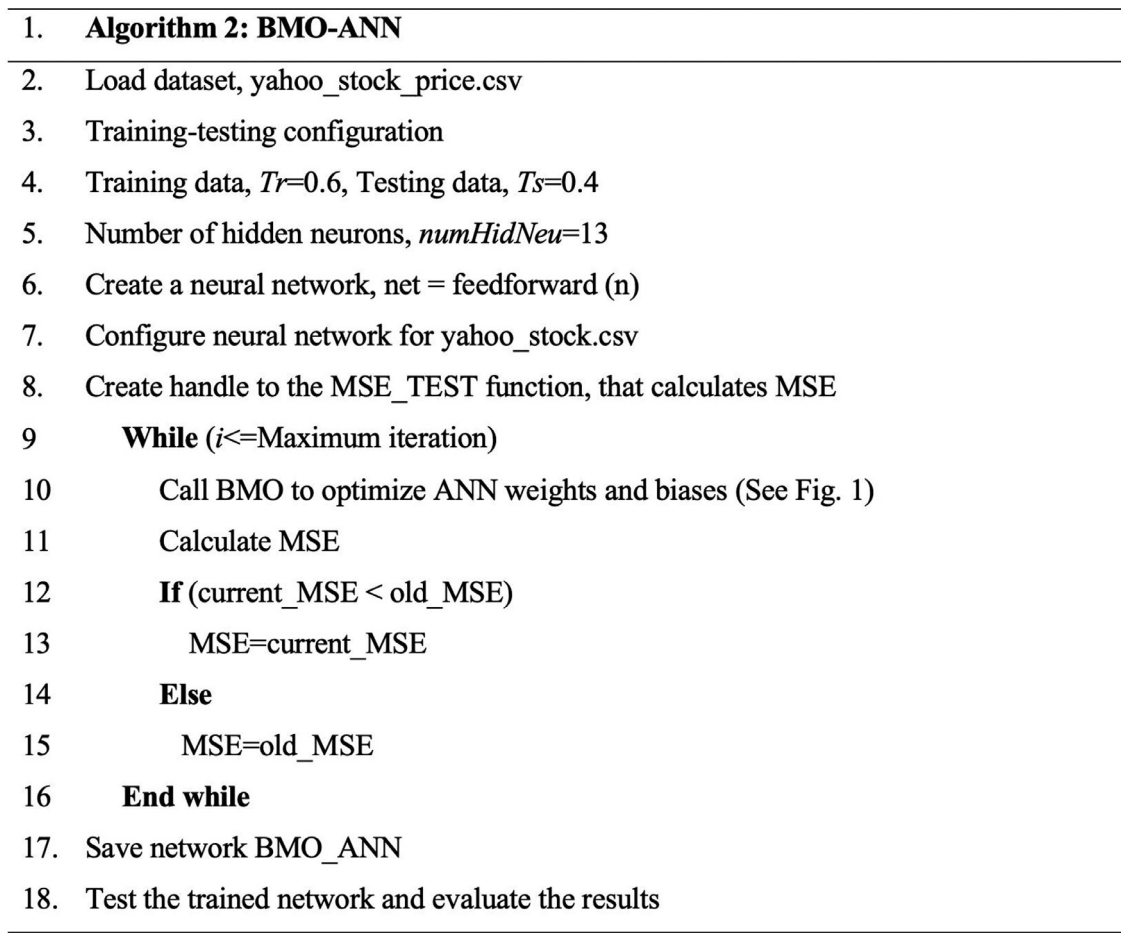 1. Algorithm 2: BMO-ANN
2. Load dataset, yahoo_stock_price.csv
3. Training-testing configuration
4. Training data, Tr=0.6, Testing data, Ts=0.4
5. Number of hidden neurons, numHidNeu=13
6. Create a neural network, net = feedforward (n)
7. Configure neural network for yahoo_stock.csv
8. Create handle to the MSE_TEST function, that calculates MSE
9 While (i<=Maximum iteration)
10 Call BMO to optimize ANN weights and biases (See Fig. 1)
11 Calculate MSE
12 If (current_MSE < old_MSE)
13 MSE=current_MSE
14 Else
15 MSE=old_MSE
16 End while
17. Save network BMO_ANN
18. Test the trained network and evaluate the results